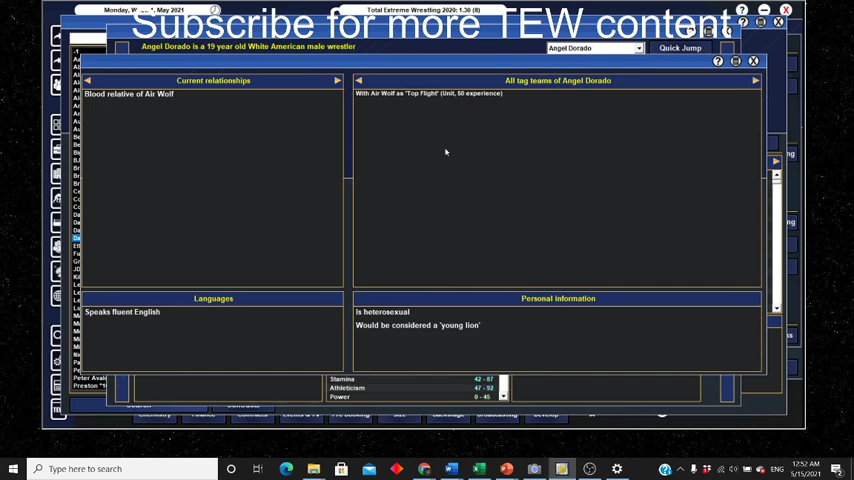 Subscribe for more TEW content
Monday, W
May 2021
Total Extreme Wrestling 2020: 1.38 (8)
Angel Dorado is a 19 year old White American male wrestler
Angel Dorado
Quick Jump
Current relationships
All tag teams of Angel Dorado
Blood relative of Air Wolf
With Air Wolf as "Top Flight" (Unit, 50 experience)
Languages
Personal information
Speaks fluent English
Is heterosexual
Would be considered a 'young lion'
Stamina
42 - 87
Athleticism
47 - 92
Power
0 - 45
Peter Avalo
Preston "10
Type here to search
12:52 AM
5/15/2021